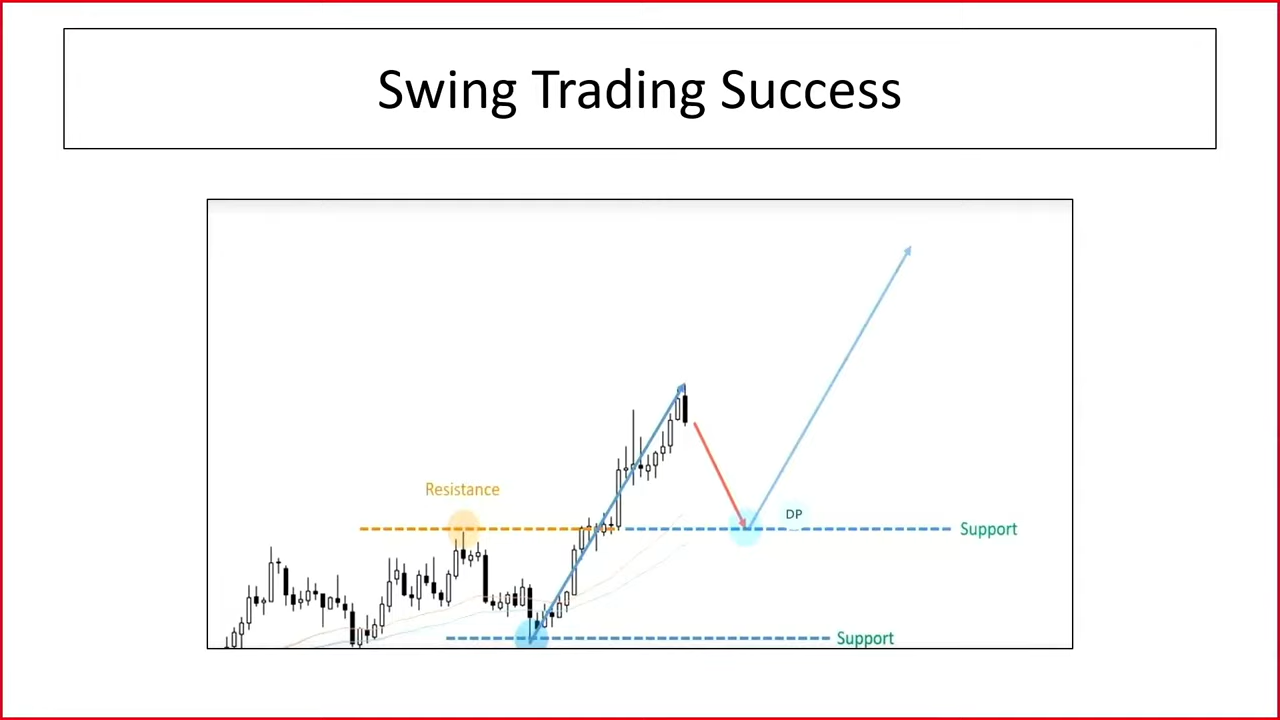 Swing Trading Success
Resistance
DP
Support
Support